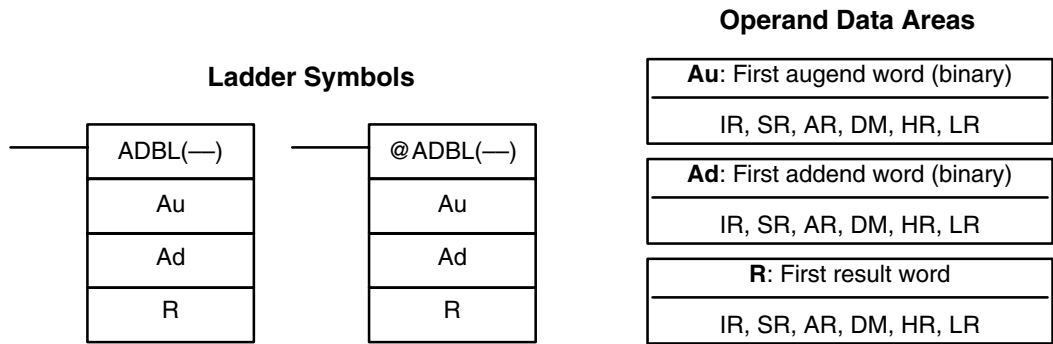 Ladder Symbols
ADBL(—)
Au
Ad
R
@ADBL(—)
Au
Ad
R
Operand Data Areas
Au: First augend word (binary)
IR, SR, AR, DM, HR, LR
Ad: First addend word (binary)
IR, SR, AR, DM, HR, LR
R: First result word
IR, SR, AR, DM, HR, LR